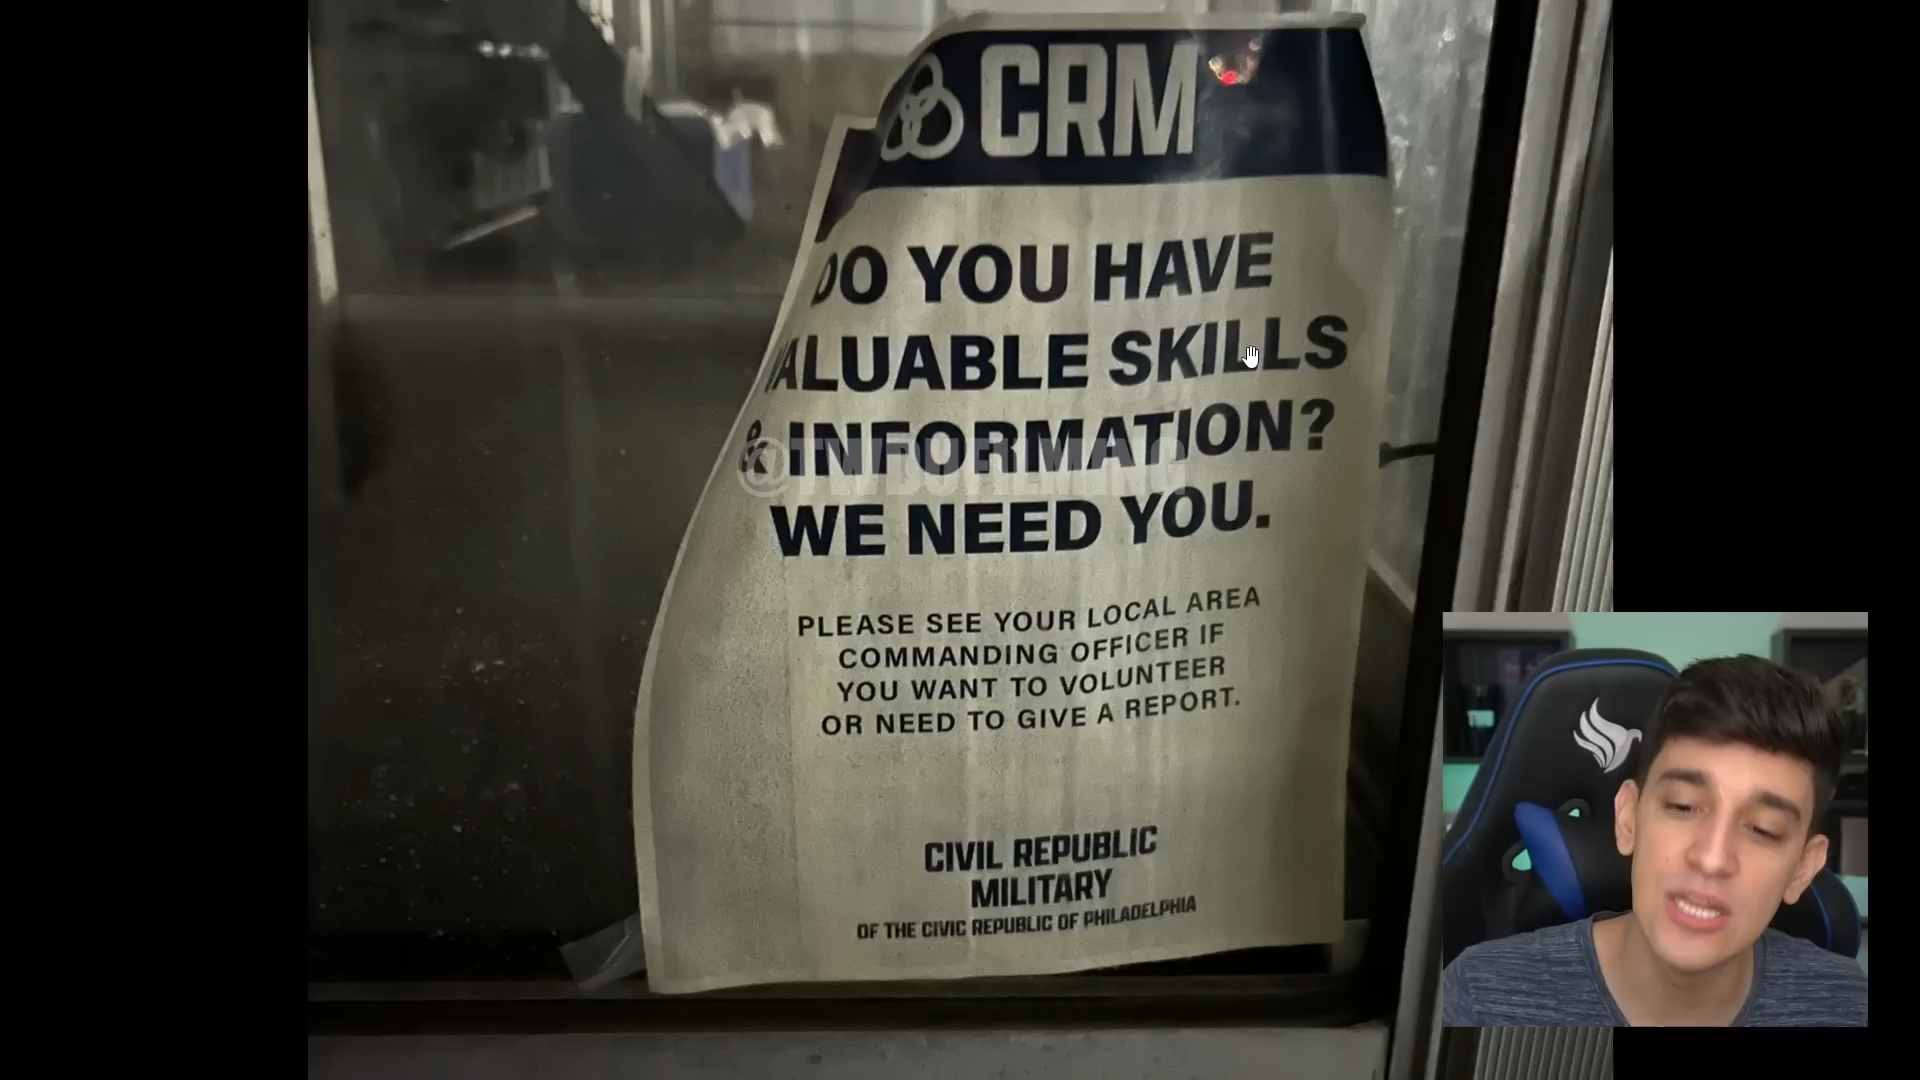 CRM
DO YOU HAVE
VALUABLE SKILLS
& INFORMATION?
WE NEED YOU.
@TWDUFILMING
PLEASE SEE YOUR LOCAL AREA
COMMANDING OFFICER IF
YOU WANT TO VOLUNTEER
OR NEED TO GIVE A REPORT.
CIVIL REPUBLIC
MILITARY
OF THE CIVIC REPUBLIC OF PHILADELPHIA